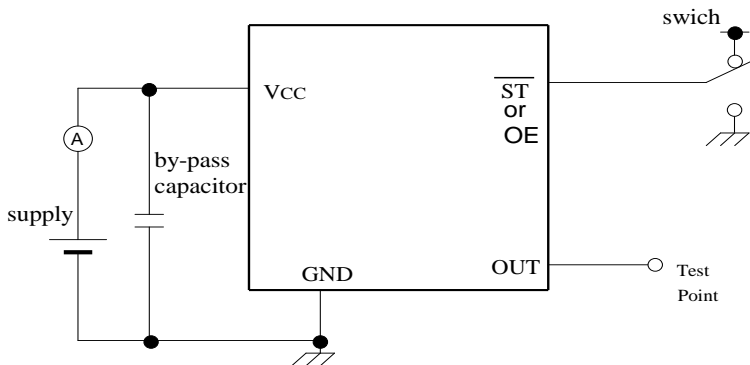 swich
VCC
ST
or
OE
A
by-pass
capacitor
supply
GND
OUT
Test
Point